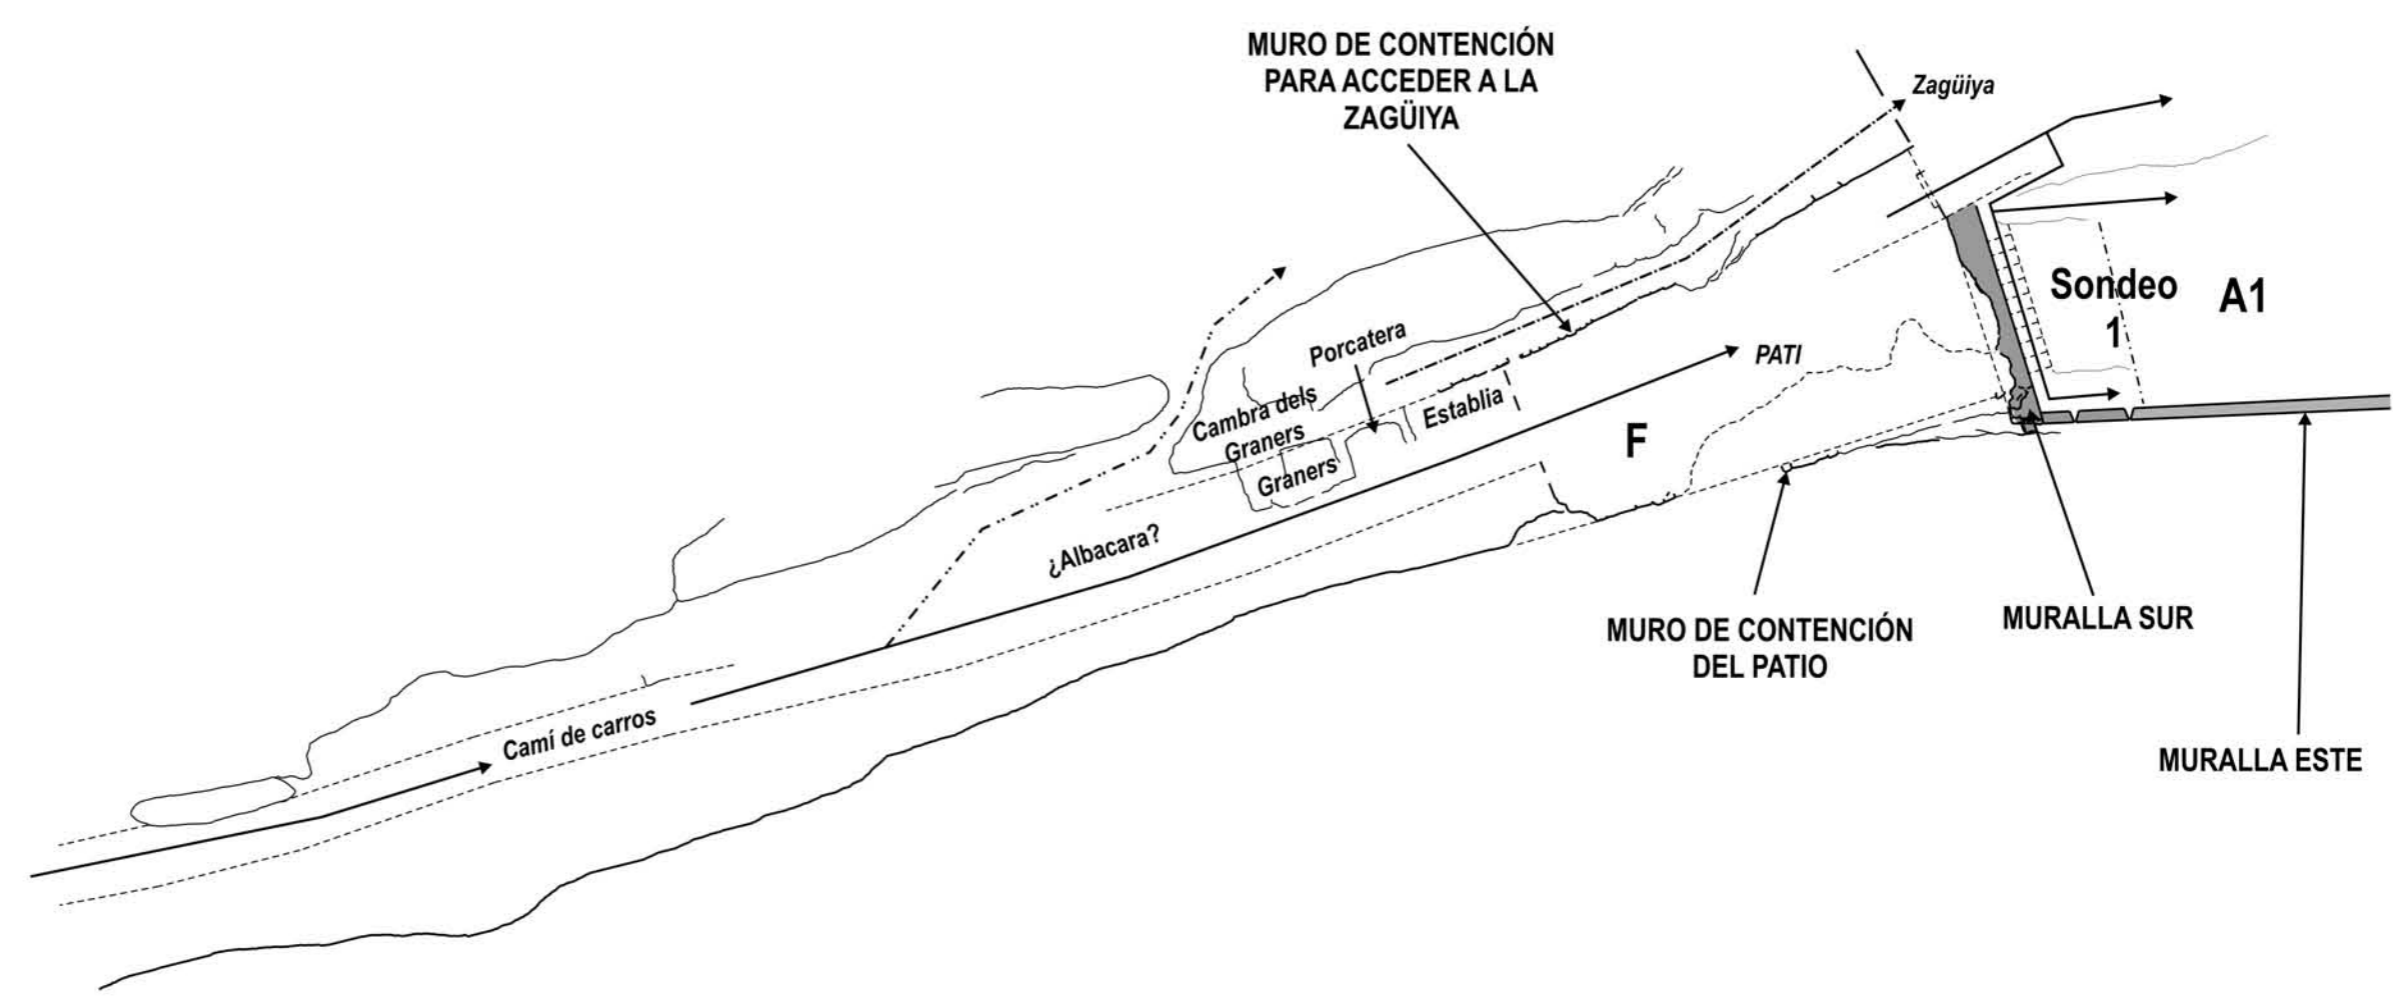 MURO DE CONTENCIÓN
PARA ACCEDER A LA
ZAGÜIYA
Zagüiya
Sondeo
1
A1
Porcatera
PATI
Cambra dels
Graners
Establia
Graners
F
¿Albacara?
MURO DE CONTENCIÓN
DEL PATIO
MURALLA SUR
Camí de carros
MURALLA ESTE